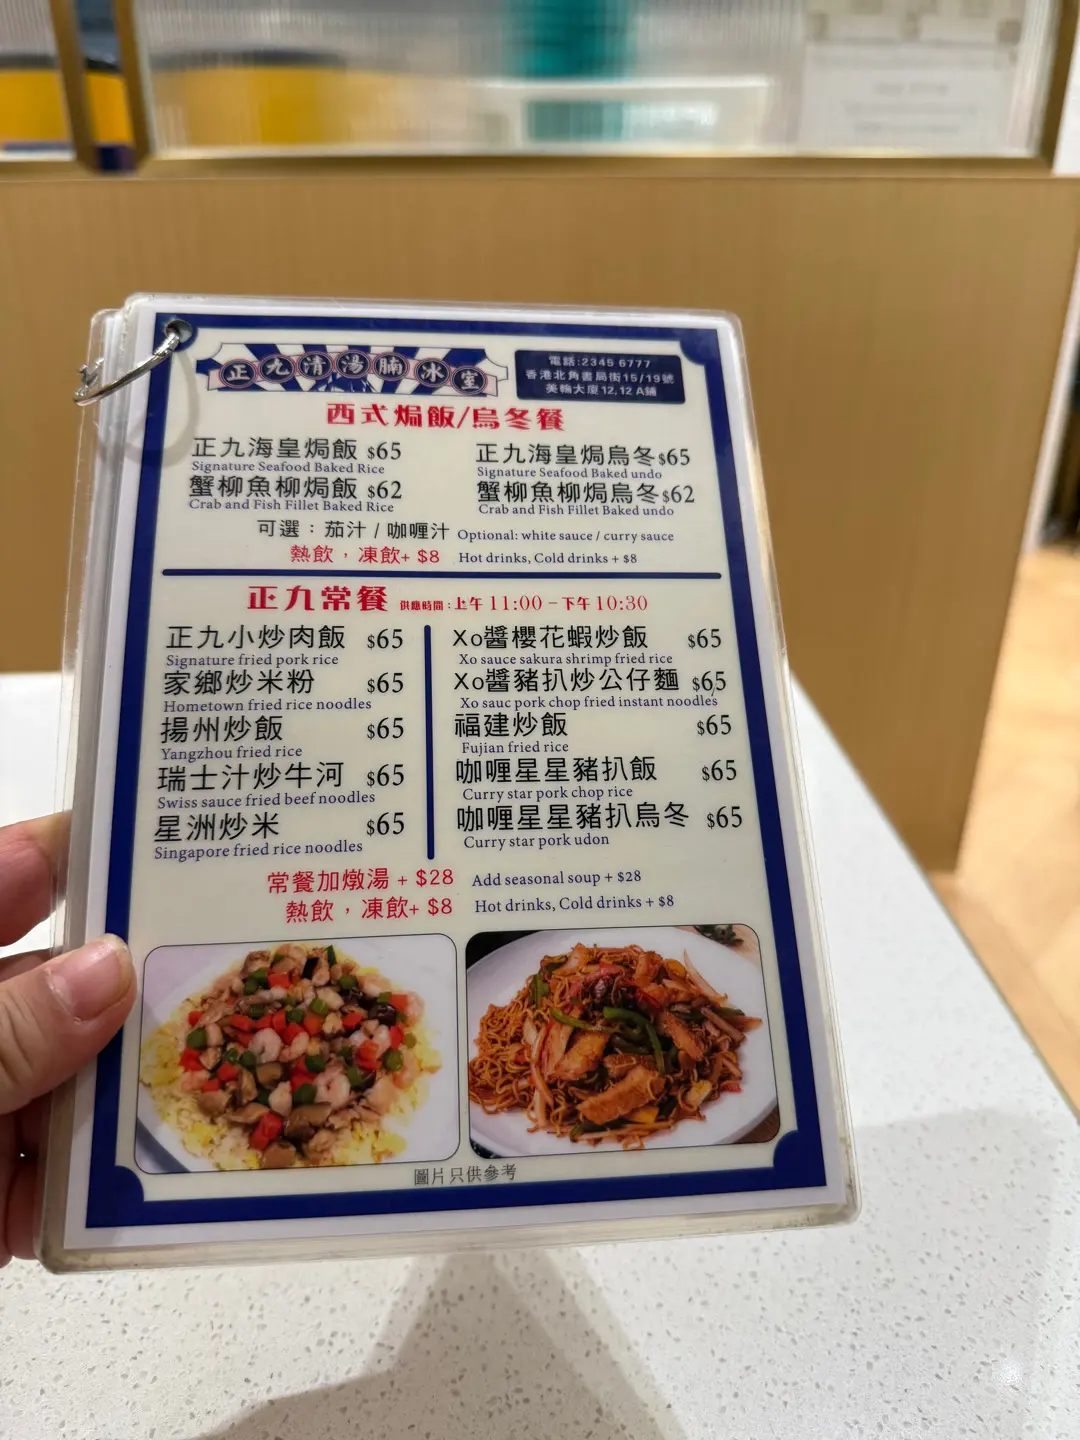 正九清湯腩冰室
電話:2345 6777
香港北角書局街15/19號
美輪大廈12,12 A鋪
西式焗飯/烏冬餐
正九海皇焗飯 $65
Signature Seafood Baked Rice
蟹柳魚柳焗飯 $62
Crab and Fish Fillet Baked Rice
正九海皇焗烏冬$65
Signature Seafood Baked undo
蟹柳魚柳焗烏冬$62
Crab and Fish Fillet Baked undo
可選：茄汁 / 咖喱汁 Optional: white sauce / curry sauce
熱飲，凍飲+ $8 Hot drinks, Cold drinks + $8
正九常餐 供應時間：上午 11:00 – 下午 10:30
正九小炒肉飯 $65
Signature fried pork rice
家鄉炒米粉 $65
Hometown fried rice noodles
揚州炒飯 $65
Yangzhou fried rice
瑞士汁炒牛河 $65
Swiss sauce fried beef noodles
星洲炒米 $65
Singapore fried rice noodles
Xo醬櫻花蝦炒飯 $65
Xo sauce sakura shrimp fried rice
Xo醬豬扒炒公仔麵 $65
Xo sauc pork chop fried instant noodles
福建炒飯 $65
Fujian fried rice
咖喱星星豬扒飯 $65
Curry star pork chop rice
咖喱星星豬扒烏冬 $65
Curry star pork udon
常餐加燉湯 + $28 Add seasonal soup + $28
熱飲，凍飲+ $8 Hot drinks, Cold drinks + $8
圖片只供參考